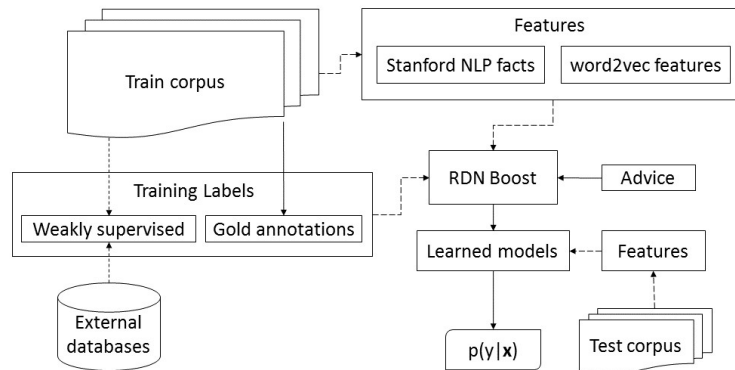 Features
Train corpus
Stanford NLP facts
word2vec features
Training Labels
RDN Boost
Advice
Weakly supervised
Gold annotations
Learned models
Features
External
databases
p(y|x)
Test corpus